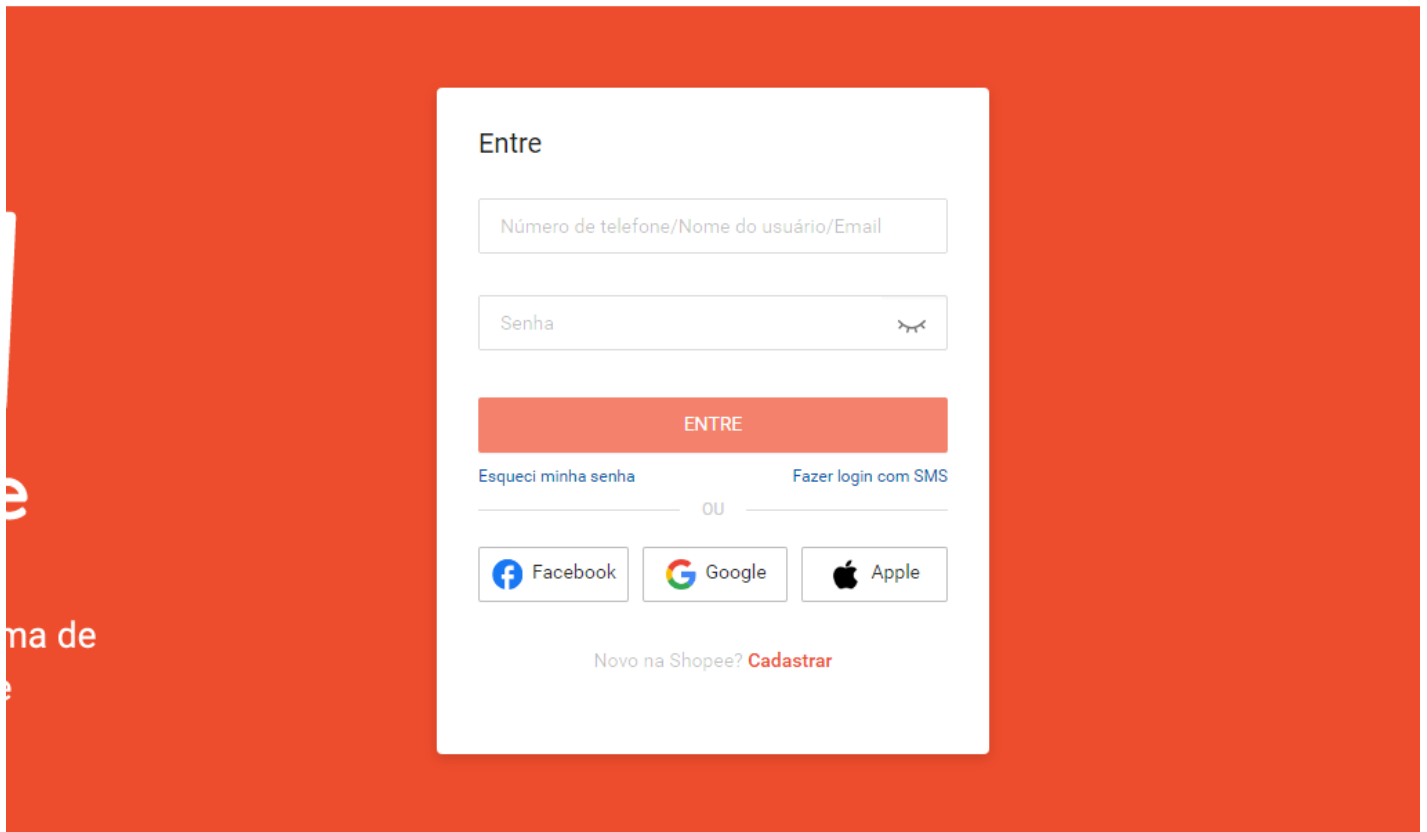 Entre
Número de telefone/Nome do usuário/Email
Senha
ENTRE
Esqueci minha senha
Fazer login com SMS
OU
Facebook
Google
Apple
Novo na Shopee? Cadastrar
e
ma de
e